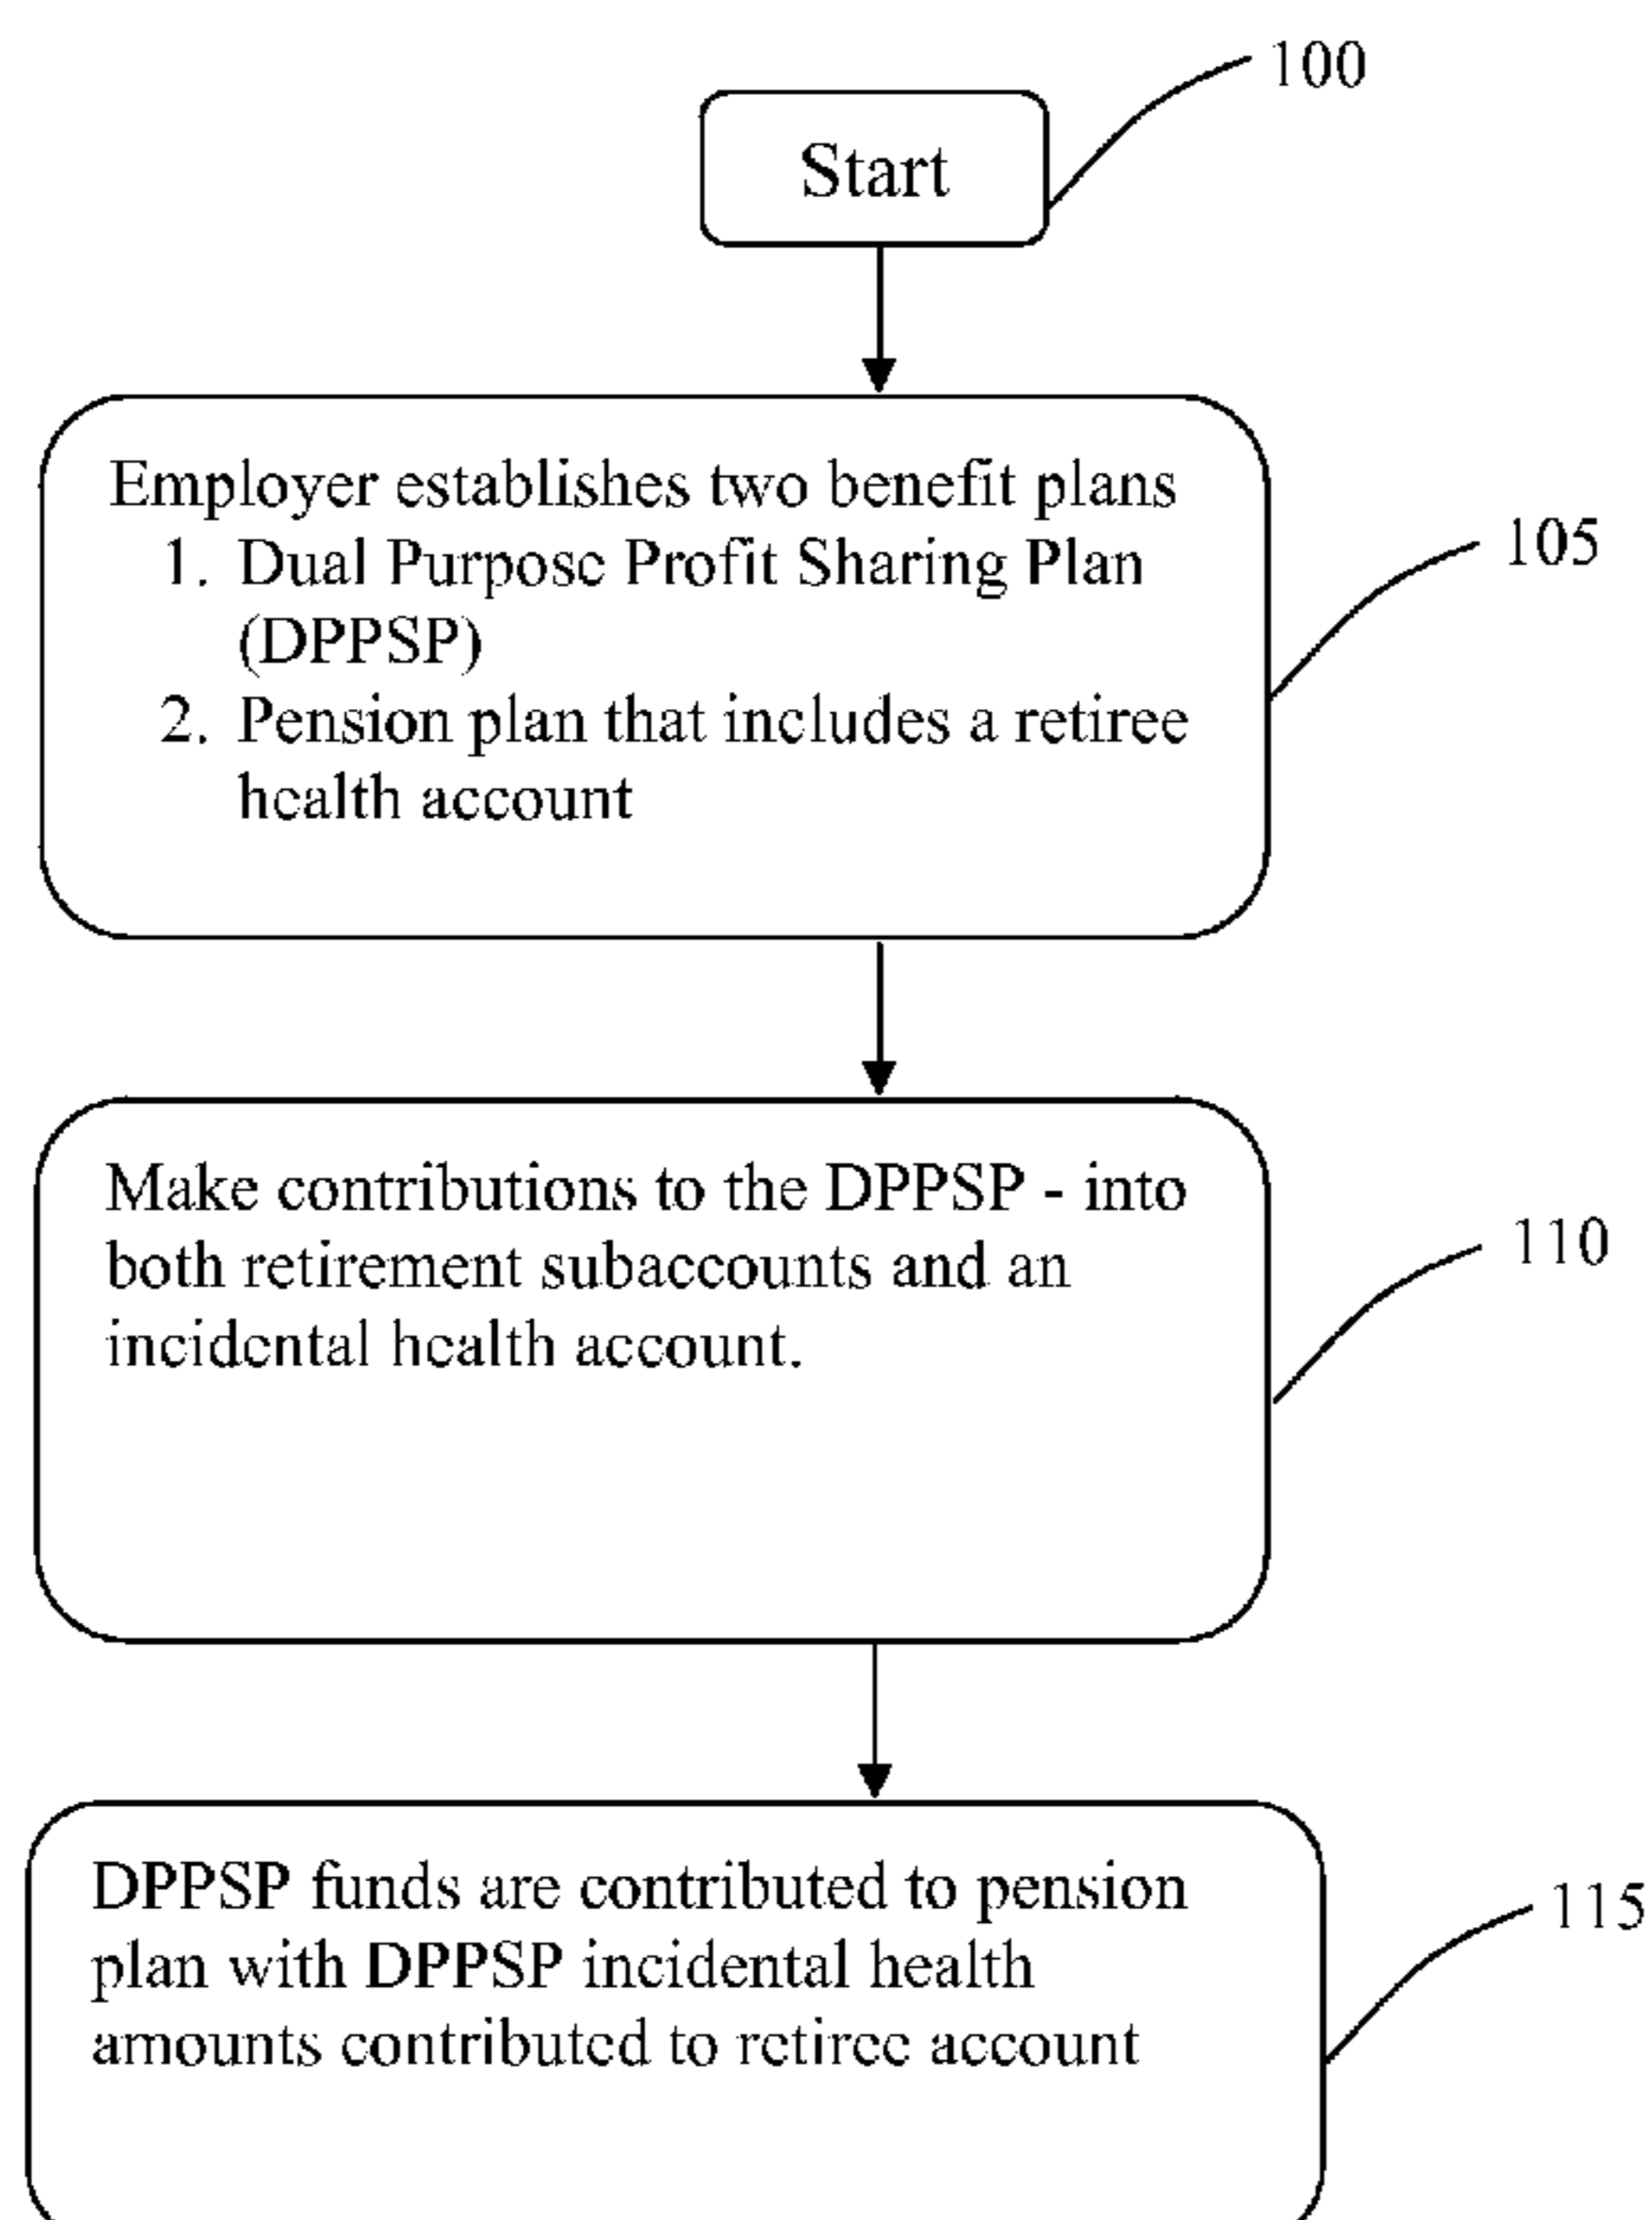 100
Start
Employer establishes two benefit plans
1. Dual Purpose Profit Sharing Plan
105
(DPPSP)
2. Pension plan that includes a retiree
health account
Make contributions to the DPPSP - into
110
both retirement subaccounts and an
incidental health account.
DPPSP funds are contributed to pension
115
plan with DPPSP incidental health
amounts contributed to retiree account